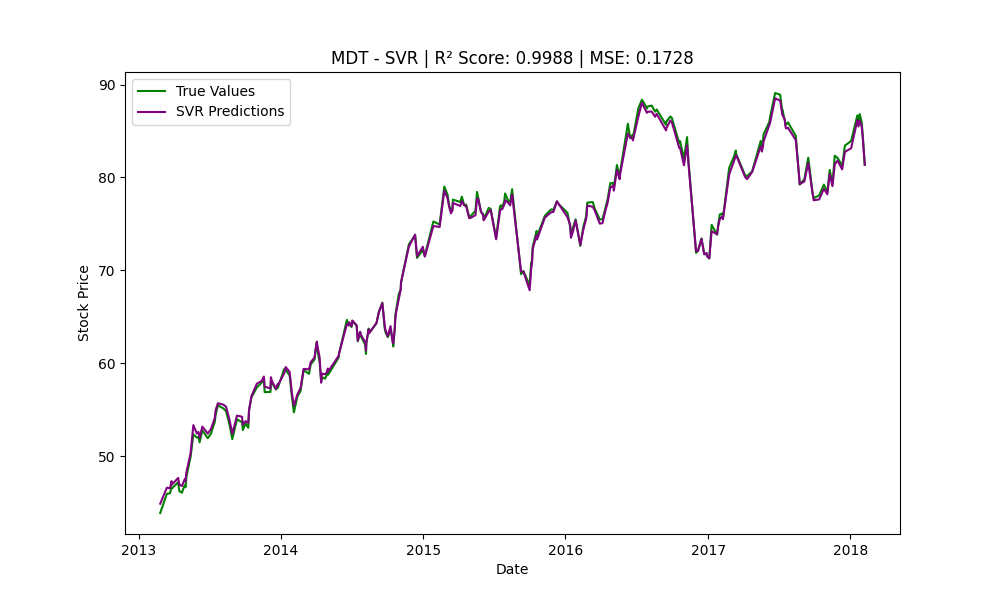 MDT - SVR | R² Score: 0.9988 | MSE: 0.1728
True Values
SVR Predictions
90
80
70
60
50
Stock Price
2013 2014 2015 2016 2017 2018
Date